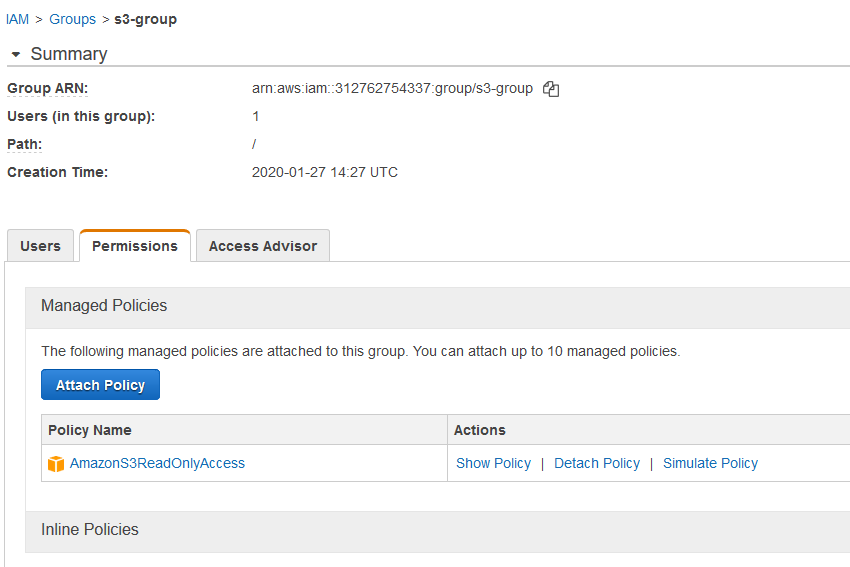 IAM > Groups > s3-group
Summary
Group ARN: arn:aws:iam::312762754337:group/s3-group
Users (in this group): 1
Path: /
Creation Time: 2020-01-27 14:27 UTC
Users Permissions Access Advisor
Managed Policies
The following managed policies are attached to this group. You can attach up to 10 managed policies.
Attach Policy
Policy Name Actions
AmazonS3ReadOnlyAccess Show Policy | Detach Policy | Simulate Policy
Inline Policies